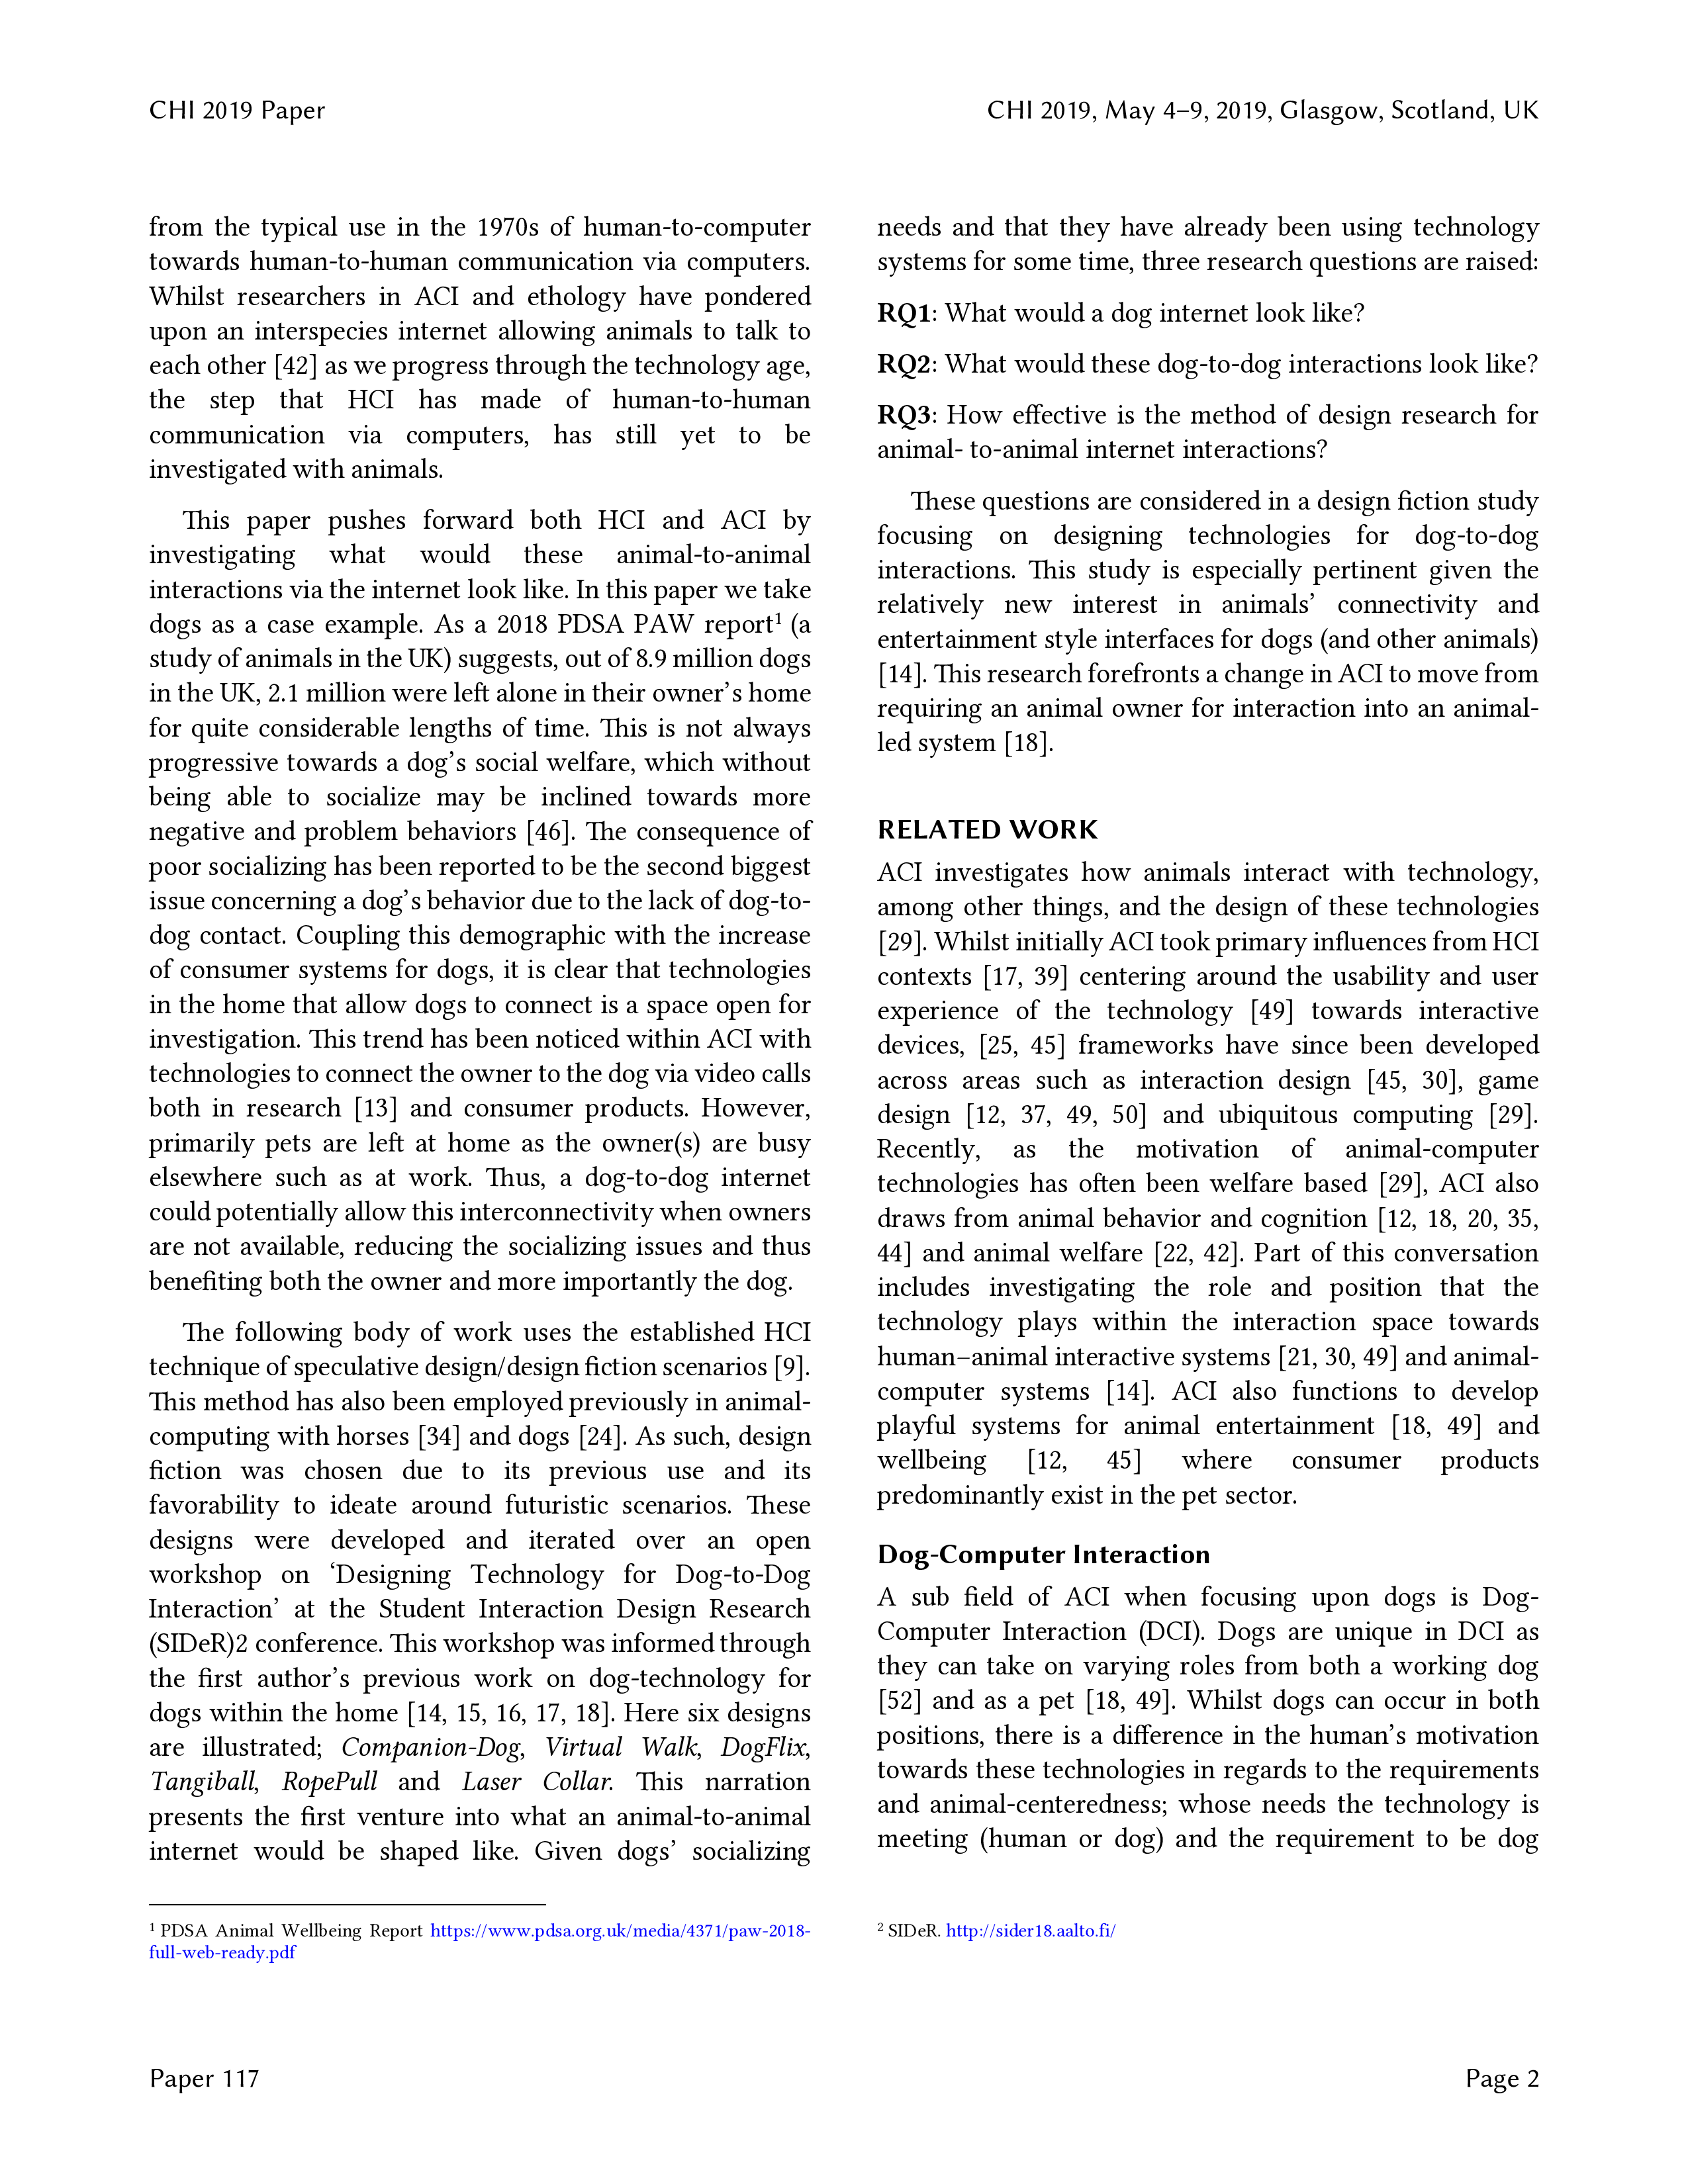 CHI 2019 Paper
CHI 2019, May 4–9, 2019, Glasgow, Scotland, UK
from the typical use in the 1970s of human-to-computer
towards human-to-human communication via computers.
Whilst researchers in ACI and ethology have pondered
upon an interspecies internet allowing animals to talk to
each other [42] as we progress through the technology age,
the step that HCI has made of human-to-human
communication via computers, has still yet to be
investigated with animals.
This paper pushes forward both HCI and ACI by
investigating what would these animal-to-animal
interactions via the internet look like. In this paper we take
dogs as a case example. As a 2018 PDSA PAW report¹ (a
study of animals in the UK) suggests, out of 8.9 million dogs
in the UK, 2.1 million were left alone in their owner's home
for quite considerable lengths of time. This is not always
progressive towards a dog's social welfare, which without
being able to socialize may be inclined towards more
negative and problem behaviors [46]. The consequence of
poor socializing has been reported to be the second biggest
issue concerning a dog's behavior due to the lack of dog-to-
dog contact. Coupling this demographic with the increase
of consumer systems for dogs, it is clear that technologies
in the home that allow dogs to connect is a space open for
investigation. This trend has been noticed within ACI with
technologies to connect the owner to the dog via video calls
both in research [13] and consumer products. However,
primarily pets are left at home as the owner(s) are busy
elsewhere such as at work. Thus, a dog-to-dog internet
could potentially allow this interconnectivity when owners
are not available, reducing the socializing issues and thus
benefiting both the owner and more importantly the dog.
The following body of work uses the established HCI
technique of speculative design/design fiction scenarios [9].
This method has also been employed previously in animal-
computing with horses [34] and dogs [24]. As such, design
fiction was chosen due to its previous use and its
favorability to ideate around futuristic scenarios. These
designs were developed and iterated over an open
workshop on ‘Designing Technology for Dog-to-Dog
Interaction’ at the Student Interaction Design Research
(SIDeR)2 conference. This workshop was informed through
the first author's previous work on dog-technology for
dogs within the home [14, 15, 16, 17, 18]. Here six designs
are illustrated; Companion-Dog, Virtual Walk, DogFlix,
Tangiball, RopePull and Laser Collar. This narration
presents the first venture into what an animal-to-animal
internet would be shaped like. Given dogs' socializing
¹ PDSA Animal Wellbeing Report https://www.pdsa.org.uk/media/4371/paw-2018-
full-web-ready.pdf
needs and that they have already been using technology
systems for some time, three research questions are raised:
RQ1: What would a dog internet look like?
RQ2: What would these dog-to-dog interactions look like?
RQ3: How effective is the method of design research for
animal- to-animal internet interactions?
These questions are considered in a design fiction study
focusing on designing technologies for dog-to-dog
interactions. This study is especially pertinent given the
relatively new interest in animals' connectivity and
entertainment style interfaces for dogs (and other animals)
[14]. This research forefronts a change in ACI to move from
requiring an animal owner for interaction into an animal-
led system [18].
RELATED WORK
ACI investigates how animals interact with technology,
among other things, and the design of these technologies
[29]. Whilst initially ACI took primary influences from HCI
contexts [17, 39] centering around the usability and user
experience of the technology [49] towards interactive
devices, [25, 45] frameworks have since been developed
across areas such as interaction design [45, 30], game
design [12, 37, 49, 50] and ubiquitous computing [29].
Recently, as the motivation of animal-computer
technologies has often been welfare based [29], ACI also
draws from animal behavior and cognition [12, 18, 20, 35,
44] and animal welfare [22, 42]. Part of this conversation
includes investigating the role and position that the
technology plays within the interaction space towards
human–animal interactive systems [21, 30, 49] and animal-
computer systems [14]. ACI also functions to develop
playful systems for animal entertainment [18, 49] and
wellbeing [12, 45] where consumer products
predominantly exist in the pet sector.
Dog-Computer Interaction
A sub field of ACI when focusing upon dogs is Dog-
Computer Interaction (DCI). Dogs are unique in DCI as
they can take on varying roles from both a working dog
[52] and as a pet [18, 49]. Whilst dogs can occur in both
positions, there is a difference in the human's motivation
towards these technologies in regards to the requirements
and animal-centeredness; whose needs the technology is
meeting (human or dog) and the requirement to be dog
² SIDeR. http://sider18.aalto.fi/
Paper 117
Page 2